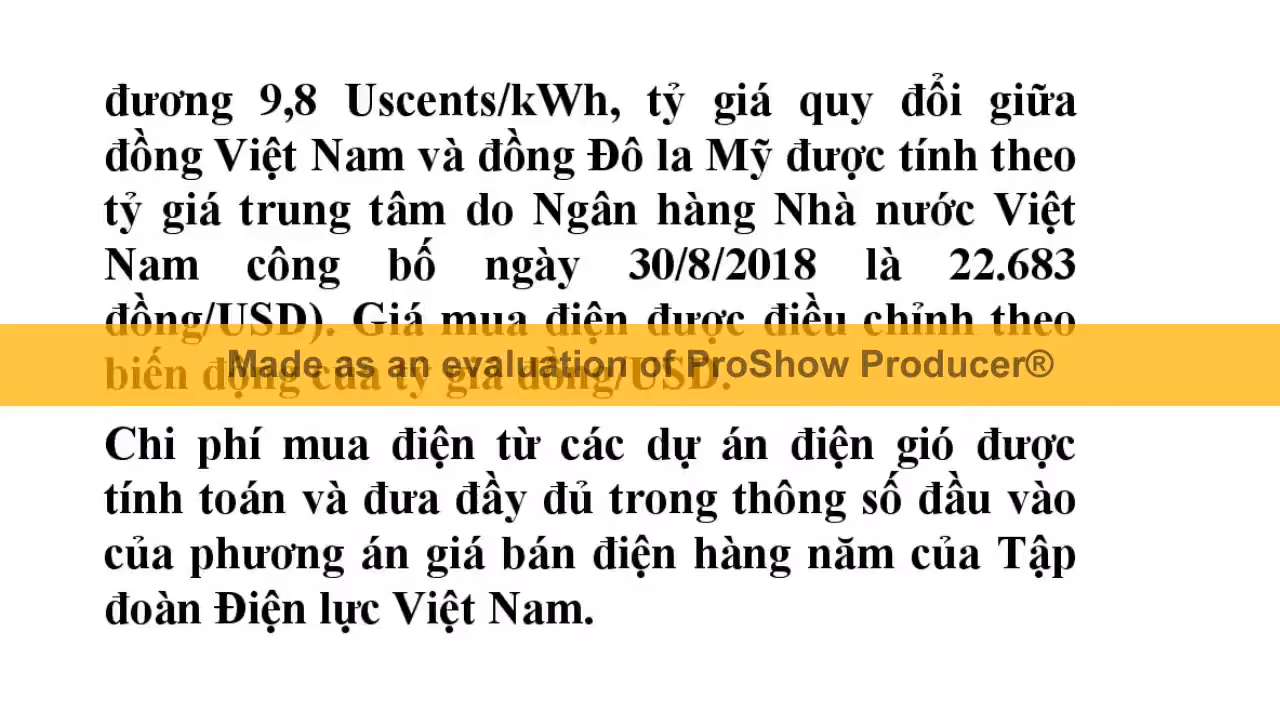 đương 9,8 Uscents/kWh, tỷ giá quy đổi giữa
đồng Việt Nam và đồng Đô la Mỹ được tính theo
tỷ giá trung tâm do Ngân hàng Nhà nước Việt
Nam công bố ngày 30/8/2018 là 22.683
đồng/USD). Giá mua điện được điều chỉnh theo
biến động của tỷ giá đồng/USD.
Made as an evaluation of ProShow Producer®
Chi phí mua điện từ các dự án điện gió được
tính toán và đưa đầy đủ trong thông số đầu vào
của phương án giá bán điện hàng năm của Tập
đoàn Điện lực Việt Nam.